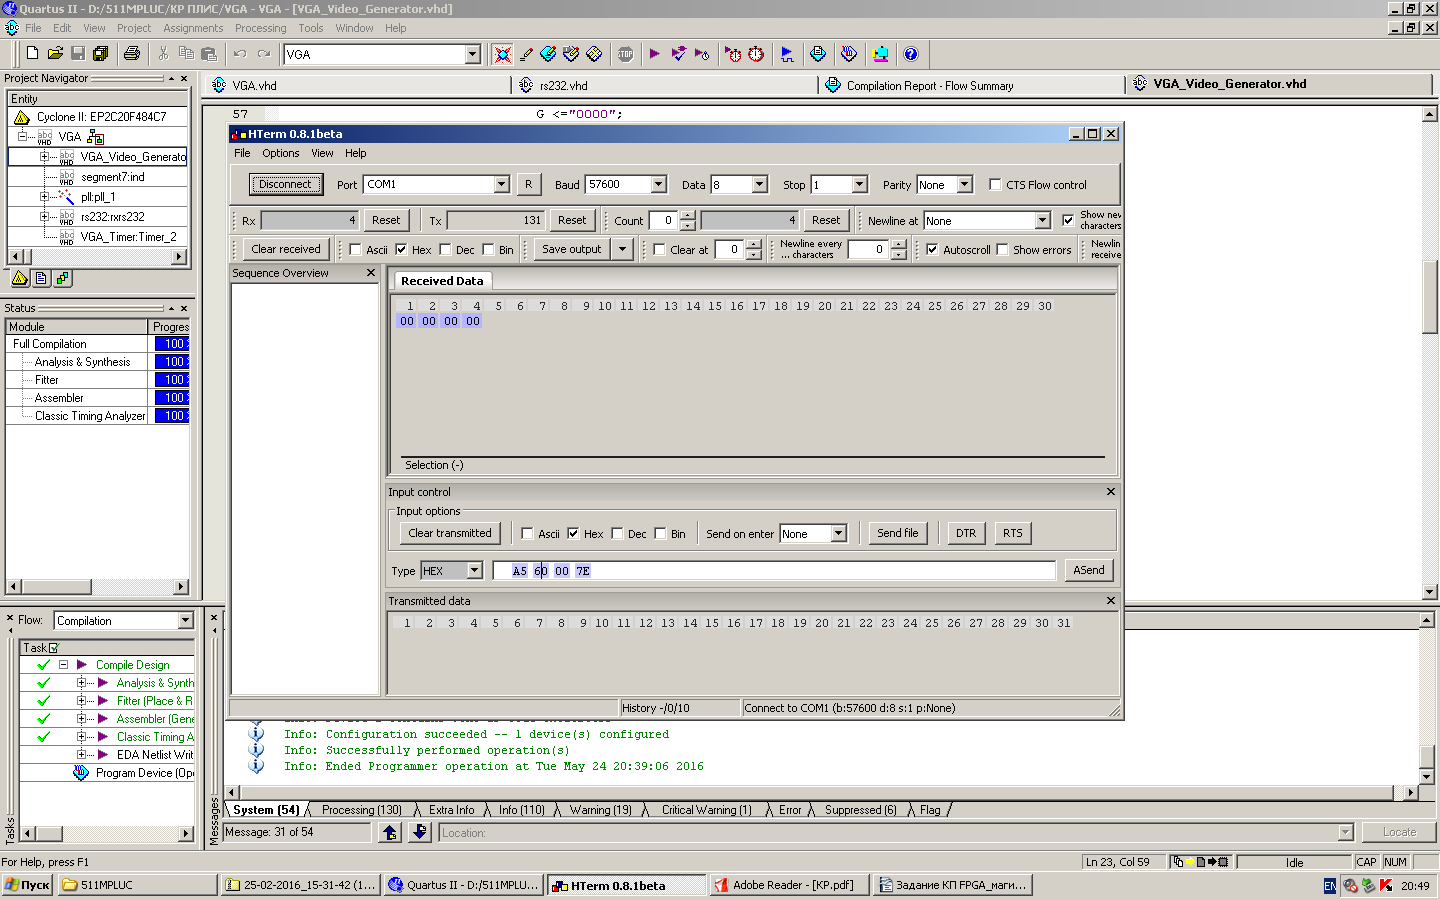 Quartus II - D:/511MPLUC/КР ПЛИС/VGA - VGA - [VGA_Video_Generator.vhd]
File Edit View Project Assignments Processing Tools Window Help
VGA
STOP
Project Navigator
VGA.vhd rs232.vhd Compilation Report - Flow Summary VGA_Video_Generator.vhd
Entity
57 G <="0000";
Cyclone II: EP2C20F484C7
VGA
VGA_Video_Generato
segment7:ind
pll:pll_1
rs232:rxrs232
VGA_Timer:Timer_2
HTerm 0.8.1beta
File Options View Help
Disconnect Port COM1 R Baud 57600 Data 8 Stop 1 Parity None CTS Flow control
Rx 4 Reset Tx 131 Reset Count 0 4 Reset Newline at None Show new characters
Clear received Ascii Hex Dec Bin Save output Clear at 0 Newline every ... characters 0 Autoscroll Show errors Newlin receive
Sequence Overview
Received Data
1 2 3 4 5 6 7 8 9 10 11 12 13 14 15 16 17 18 19 20 21 22 23 24 25 26 27 28 29 30
00 00 00 00
Selection (-)
Input control
Input options
Clear transmitted Ascii Hex Dec Bin Send on enter None Send file DTR RTS
Type HEX A5 60 00 7E ASend
Transmitted data
1 2 3 4 5 6 7 8 9 10 11 12 13 14 15 16 17 18 19 20 21 22 23 24 25 26 27 28 29 30 31
History -/0/10 Connect to COM1 (b:57600 d:8 s:1 p:None)
Status
Module Progres
Full Compilation 100
Analysis & Synthesis 100
Fitter 100
Assembler 100
Classic Timing Analyzer 100
Flow: Compilation
Task
Compile Design
Analysis & Synth
Fitter (Place & R
Assembler (Gene
Classic Timing A
EDA Netlist Writ
Program Device (Ope
Tasks
Info: Configuration succeeded -- 1 device(s) configured
Info: Successfully performed operation(s)
Info: Ended Programmer operation at Tue May 24 20:39:06 2016
Messages
System (54) Processing (130) Extra Info Info (110) Warning (19) Critical Warning (1) Error Suppressed (6) Flag
Message: 31 of 54 Location: Locate
For Help, press F1 Ln 23, Col 59 Idle CAP NUM
Пуск 511MPLUC 25-02-2016_15-31-42 (1... Quartus II - D:/511MPLU... HTerm 0.8.1beta Adobe Reader - [КР.pdf] Задание КП FPGA_маги... EN 20:49